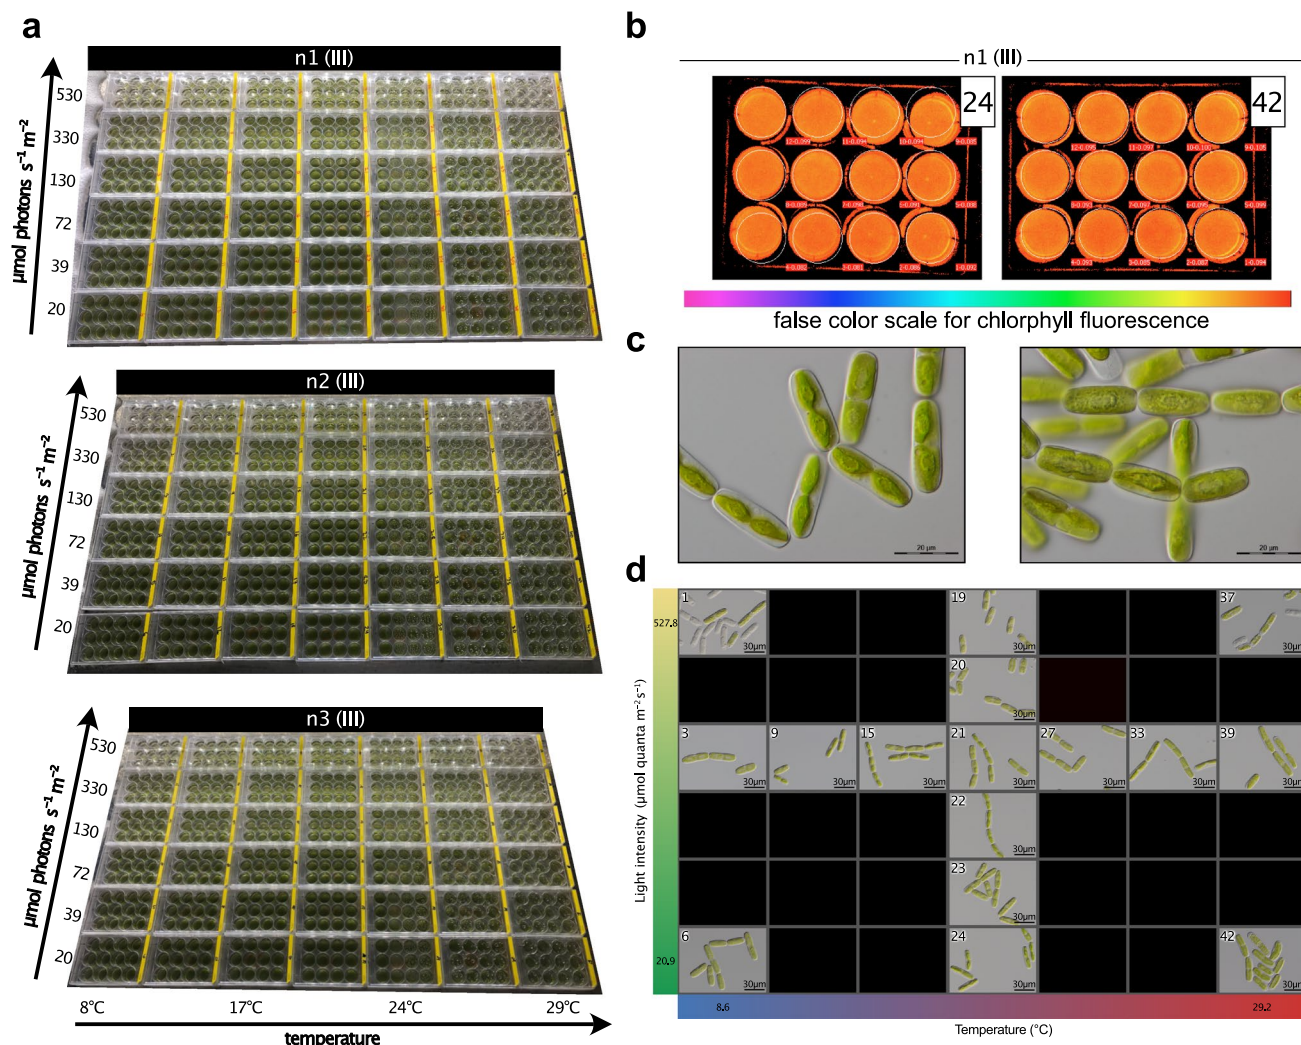 a
n1 (III)
530
330
130
72
39
20
µmol photons s⁻¹ m⁻²
n2 (III)
530
330
130
72
39
20
µmol photons s⁻¹ m⁻²
n3 (III)
530
330
130
72
39
20
µmol photons s⁻¹ m⁻²
8°C 17°C 24°C 29°C
temperature
b
n1 (III)
24
42
false color scale for chlorophyll fluorescence
c
20 µm
20 µm
d
527.8
20.9
Light intensity (µmol quanta m⁻² s⁻¹)
1 19 37
30µm 30µm 30µm
20
30µm
3 9 15 21 27 33 39
30µm 30µm 30µm 30µm 30µm 30µm 30µm
22
30µm
23
30µm
6 24 42
30µm 30µm 30µm
8.6 29.2
Temperature (°C)